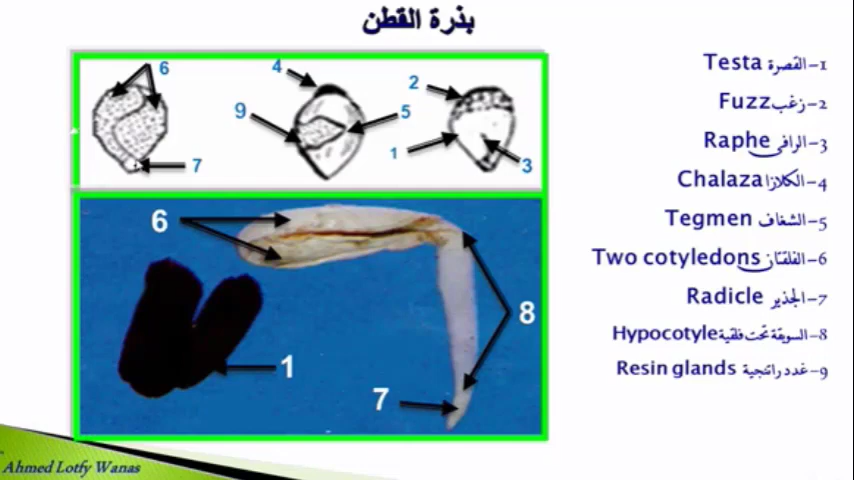 بذرة القطن
6
4
2
9
5
7
1
3
6
8
1
7
1-القصرة Testa
2-زغب Fuzz
3-الرافى Raphe
4-الكلازا Chalaza
5-الشغاف Tegmen
6-الفلقتان Two cotyledons
7-الجذير Radicle
8-السويقة تحت فلقية Hypocotyle
9-غدد راتنجية Resin glands
Ahmed Lotfy Wanas